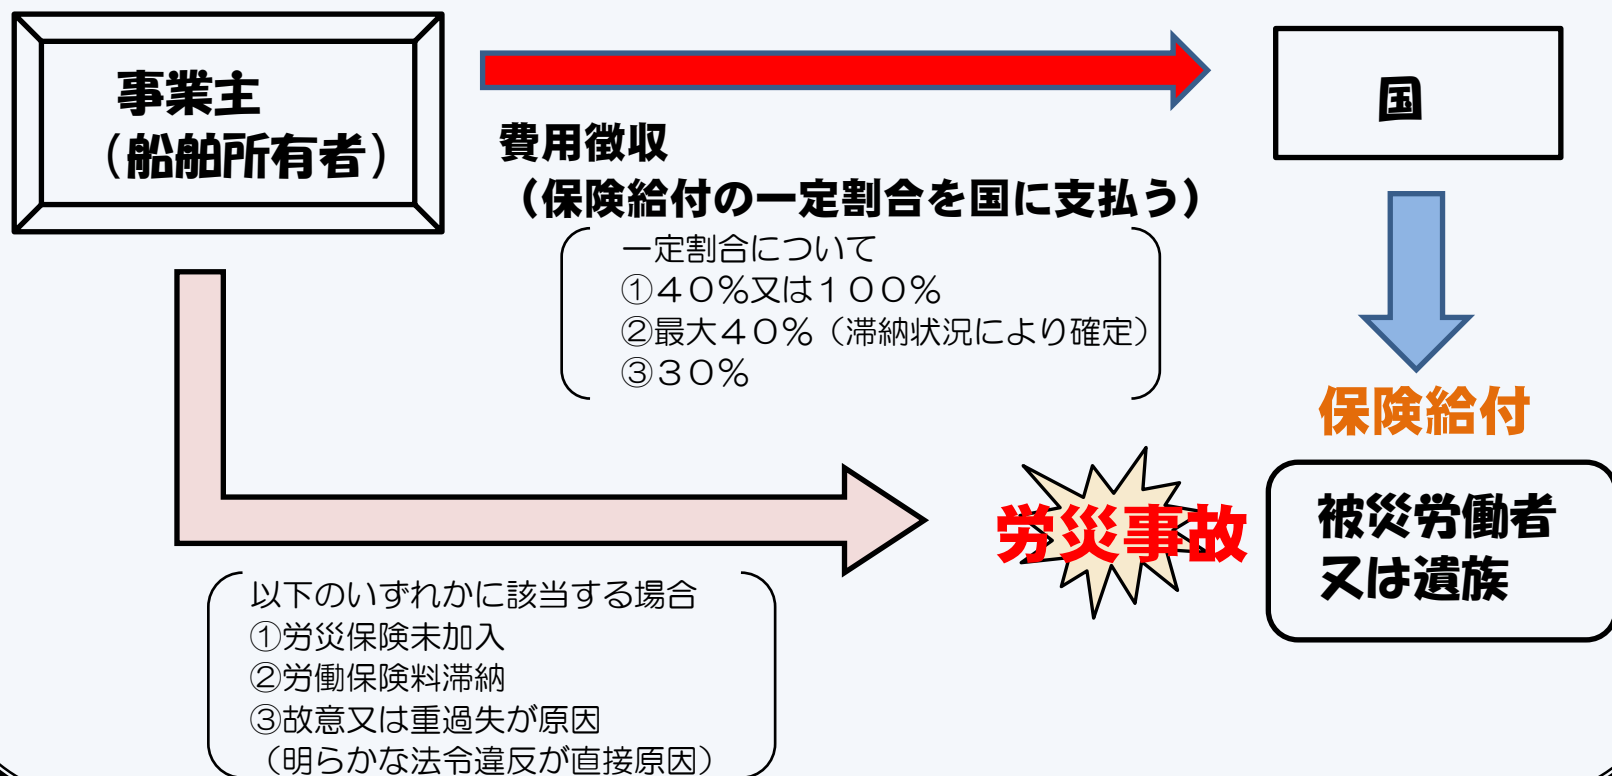 事業主
（船舶所有者）
国
費用徴収
（保険給付の一定割合を国に支払う）
一定割合について
①４０％又は１００％
②最大４０％（滞納状況により確定）
③３０％
保険給付
労災事故
被災労働者
又は遺族
以下のいずれかに該当する場合
①労災保険未加入
②労働保険料滞納
③故意又は重過失が原因
（明らかな法令違反が直接原因）